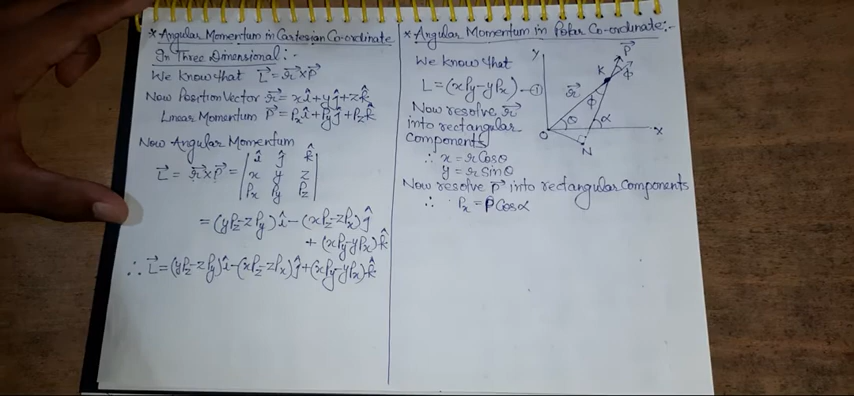 * Angular Momentum in Cartesian Co-ordinate
In Three Dimensional:-
We know that L⃗ = r⃗ × P⃗
Now Position Vector r⃗ = xî + yĵ + zk̂
Linear Momentum P⃗ = Pxî + Pyĵ + Pzk̂
Now Angular Momentum
L⃗ = r⃗ × P⃗ = | î ĵ k̂ |
| x y z |
| Px Py Pz |
= (yPz - zPy) î - (xPz - zPx) ĵ
+ (xPy - yPx) k̂
∴ L⃗ = (yPz - zPy) î - (xPz - zPx) ĵ + (xPy - yPx) k̂
* Angular Momentum in Polar Co-ordinate:-
We know that
L = (xPy - yPx) — ①
Now resolve r⃗
into rectangular
Components
∴ x = r Cosθ
y = r Sinθ
Now resolve P⃗ into rectangular Components
∴ Px = P Cosα
Y
P⃗
K
ϕ
r⃗
ϕ
θ
α
O
X
N